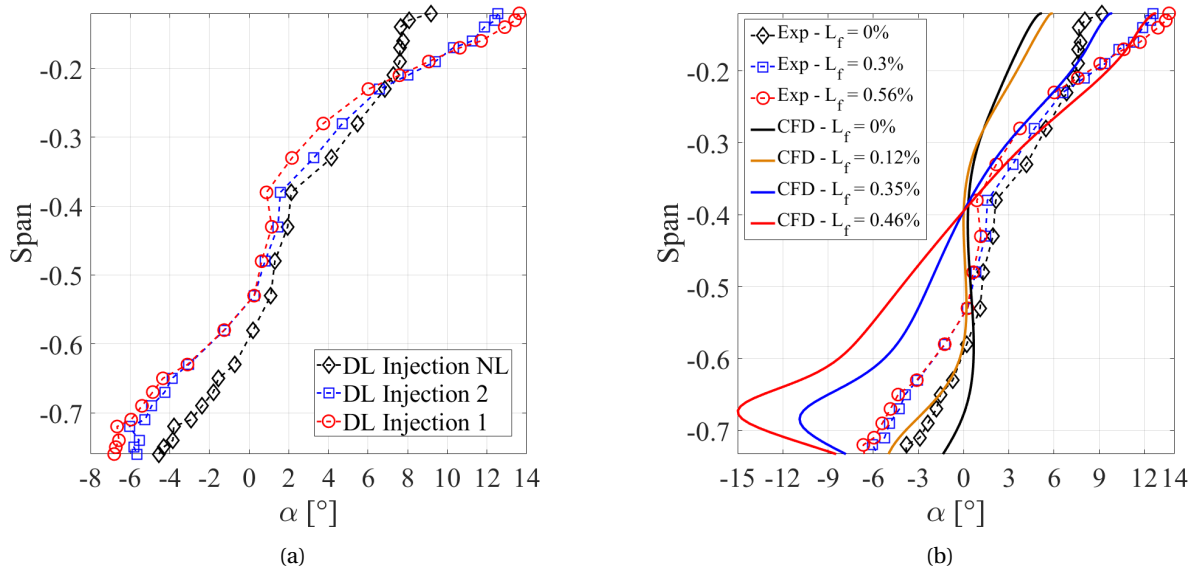 Span
-0.2
-0.3
-0.4
-0.5
-0.6
-0.7
DL Injection NL
DL Injection 2
DL Injection 1
-8 -6 -4 -2 0 2 4 6 8 10 12 14
α [°]
(a)
Span
-0.2
-0.3
-0.4
-0.5
-0.6
-0.7
Exp - L_f = 0%
Exp - L_f = 0.3%
Exp - L_f = 0.56%
CFD - L_f = 0%
CFD - L_f = 0.12%
CFD - L_f = 0.35%
CFD - L_f = 0.46%
-15 -12 -9 -6 -3 0 3 6 9 12 14
α [°]
(b)